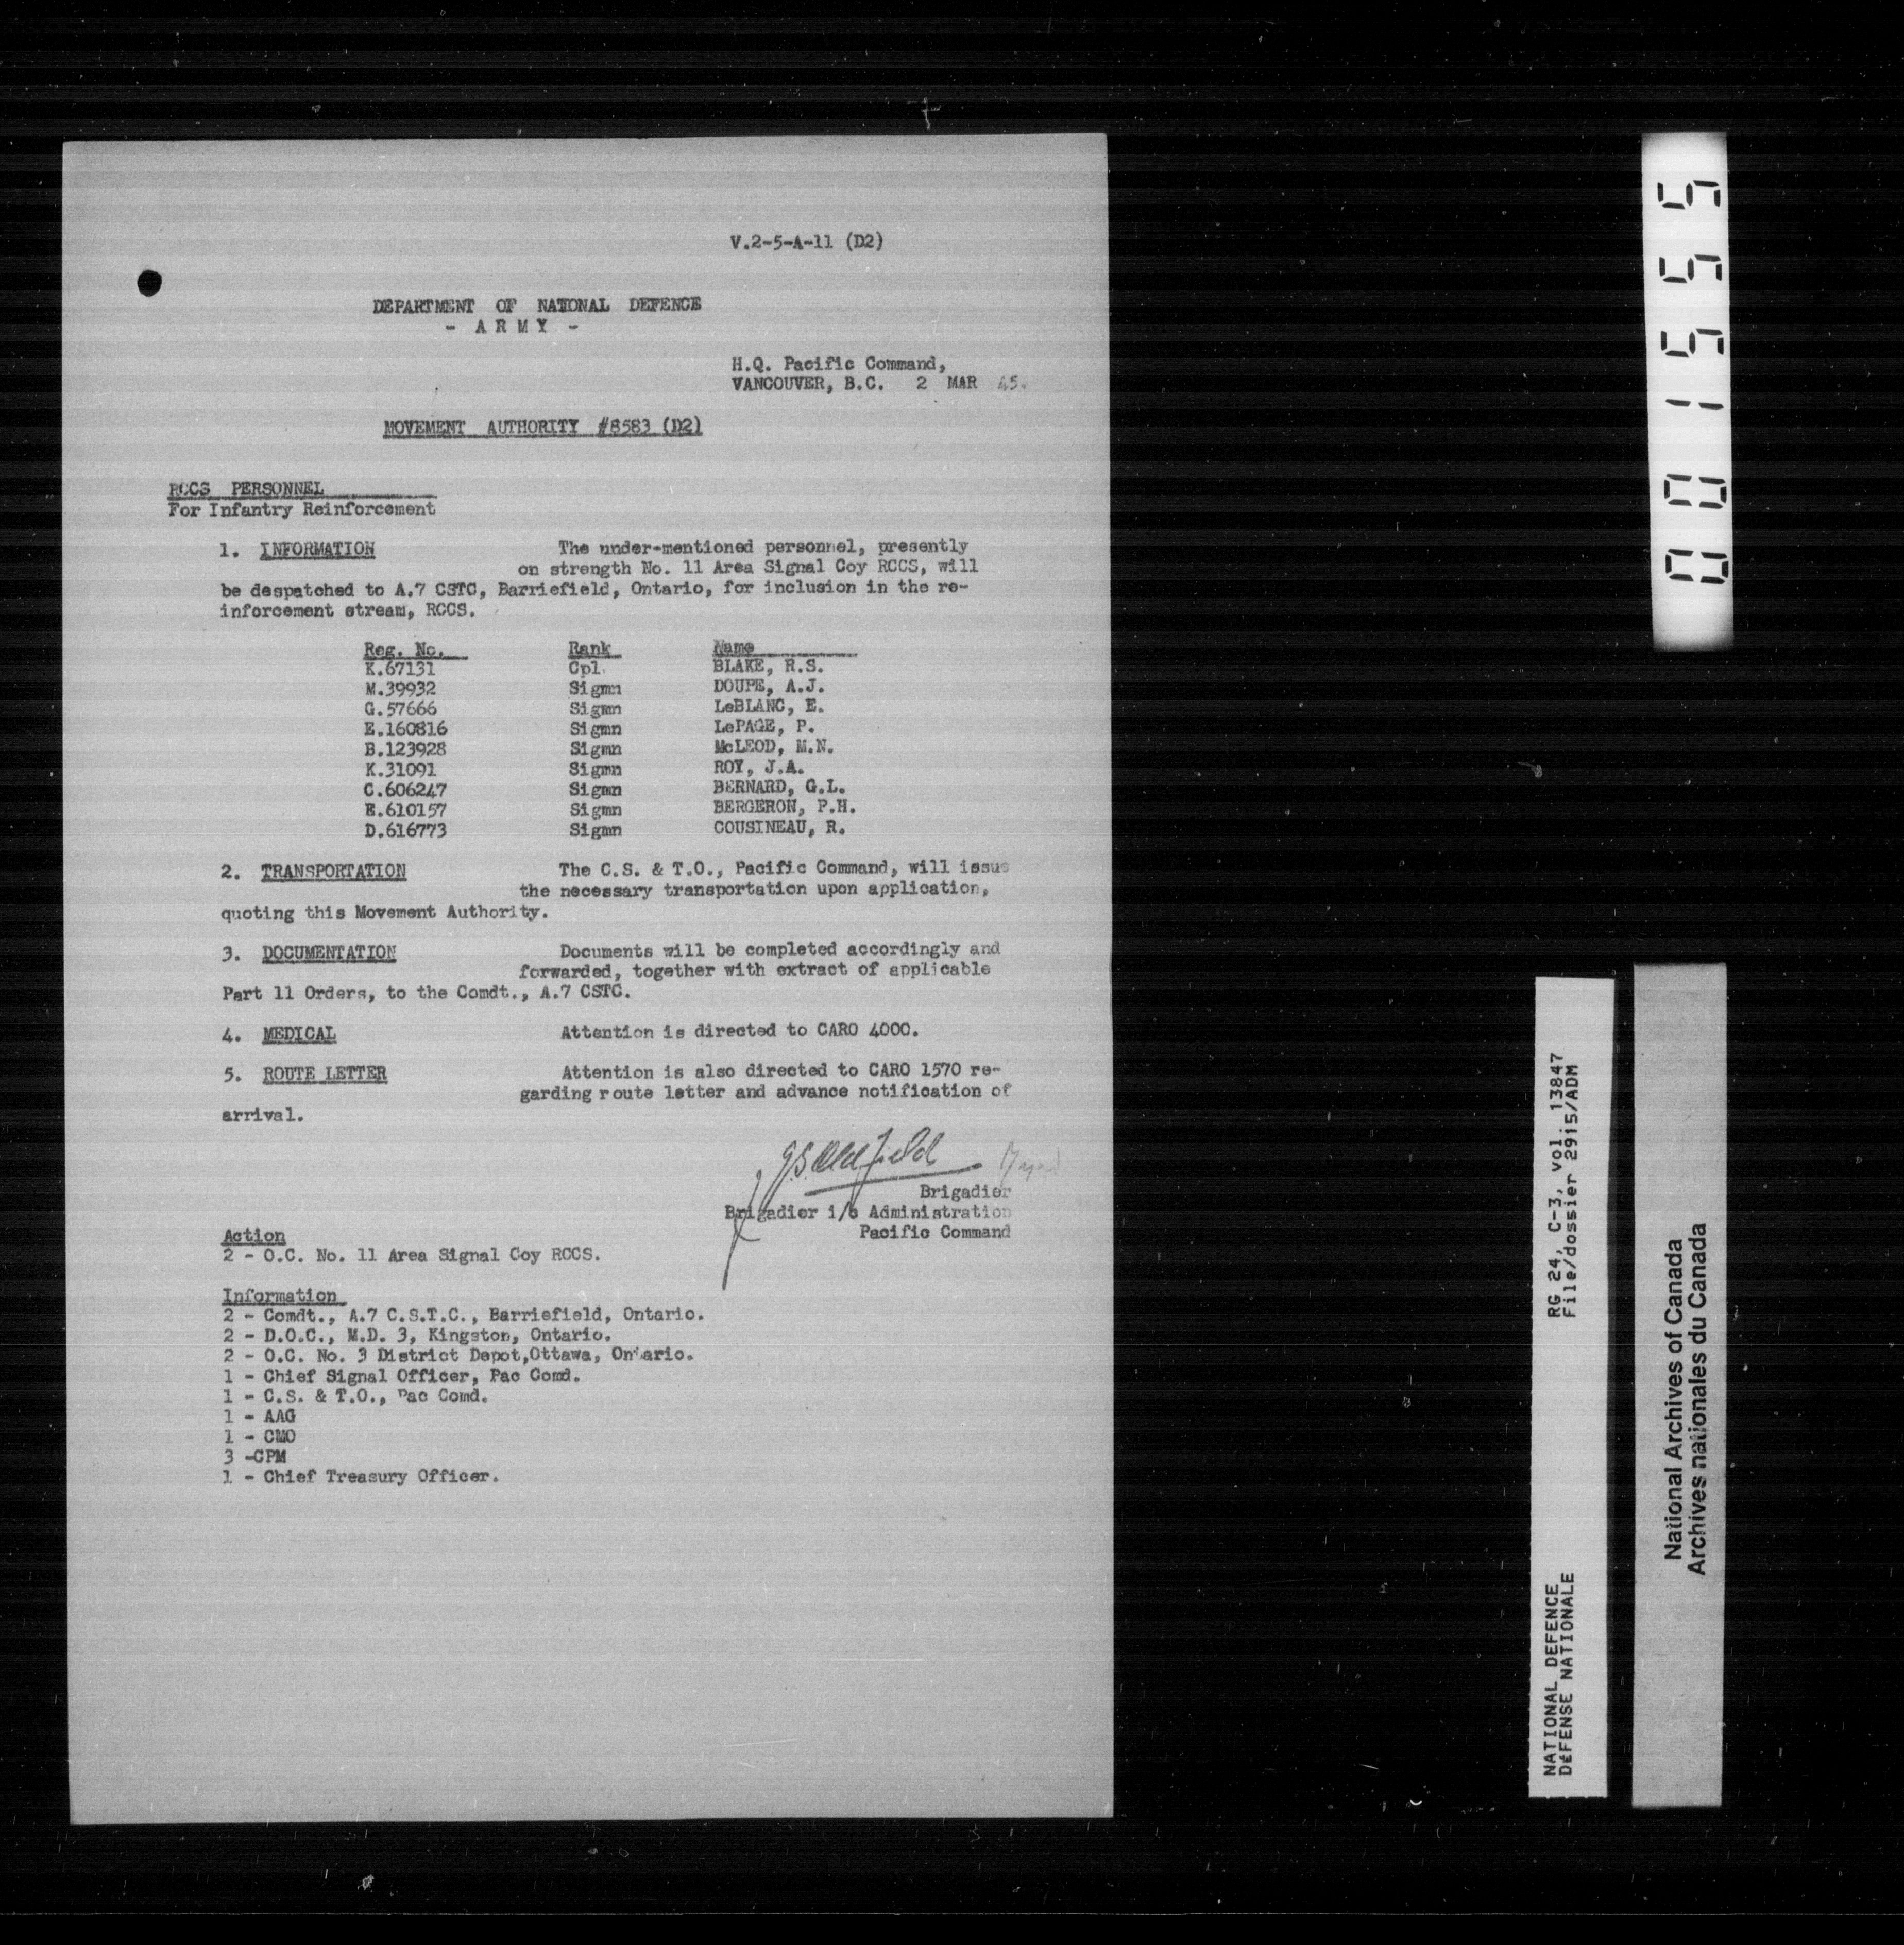 V.2-5-A-11 (D2)
DEPARTMENT OF NATIONAL DEFENCE
- A R M Y -
H.Q. Pacific Command,
VANCOUVER, B.C. 2 MAR 45.
MOVEMENT AUTHORITY #8583 (D2)
RCCS PERSONNEL
For Infantry Reinforcement
1. INFORMATION The under-mentioned personnel, presently
on strength No. 11 Area Signal Coy RCCS, will
be despatched to A.7 CSTC, Barriefield, Ontario, for inclusion in the re-
inforcement stream, RCCS.
Reg. No. Rank Name
K.67131 Cpl. BLAKE, R.S.
M.39932 Sigmn DOUPE, A.J.
G.57666 Sigmn LeBLANC, E.
E.160816 Sigmn LePAGE, P.
B.123928 Sigmn McLEOD, M.N.
K.31091 Sigmn ROY, J.A.
C.606247 Sigmn BERNARD, G.L.
E.610157 Sigmn BERGERON, P.H.
D.616773 Sigmn COUSINEAU, R.
2. TRANSPORTATION The C.S. & T.O., Pacific Command, will issue
the necessary transportation upon application,
quoting this Movement Authority.
3. DOCUMENTATION Documents will be completed accordingly and
forwarded, together with extract of applicable
Part 11 Orders, to the Comdt., A.7 CSTC.
4. MEDICAL Attention is directed to CARO 4000.
5. ROUTE LETTER Attention is also directed to CARO 1570 re-
garding route letter and advance notification of
arrival.
Brigadier
Brigadier i/c Administration
Pacific Command
Action
2 - O.C. No. 11 Area Signal Coy RCCS.
Information
2 - Comdt., A.7 C.S.T.C., Barriefield, Ontario.
2 - D.O.C., M.D. 3, Kingston, Ontario.
2 - O.C. No. 3 District Depot,Ottawa, Ontario.
1 - Chief Signal Officer, Pac Comd.
1 - C.S. & T.O., Pac Comd.
1 - AAG
1 - CMO
3 -CPM
1 - Chief Treasury Officer.
001555
RG 24, C-3, vol. 13847
File/dossier 2915/ADM
NATIONAL DEFENCE
DÉFENSE NATIONALE
National Archives of Canada
Archives nationales du Canada